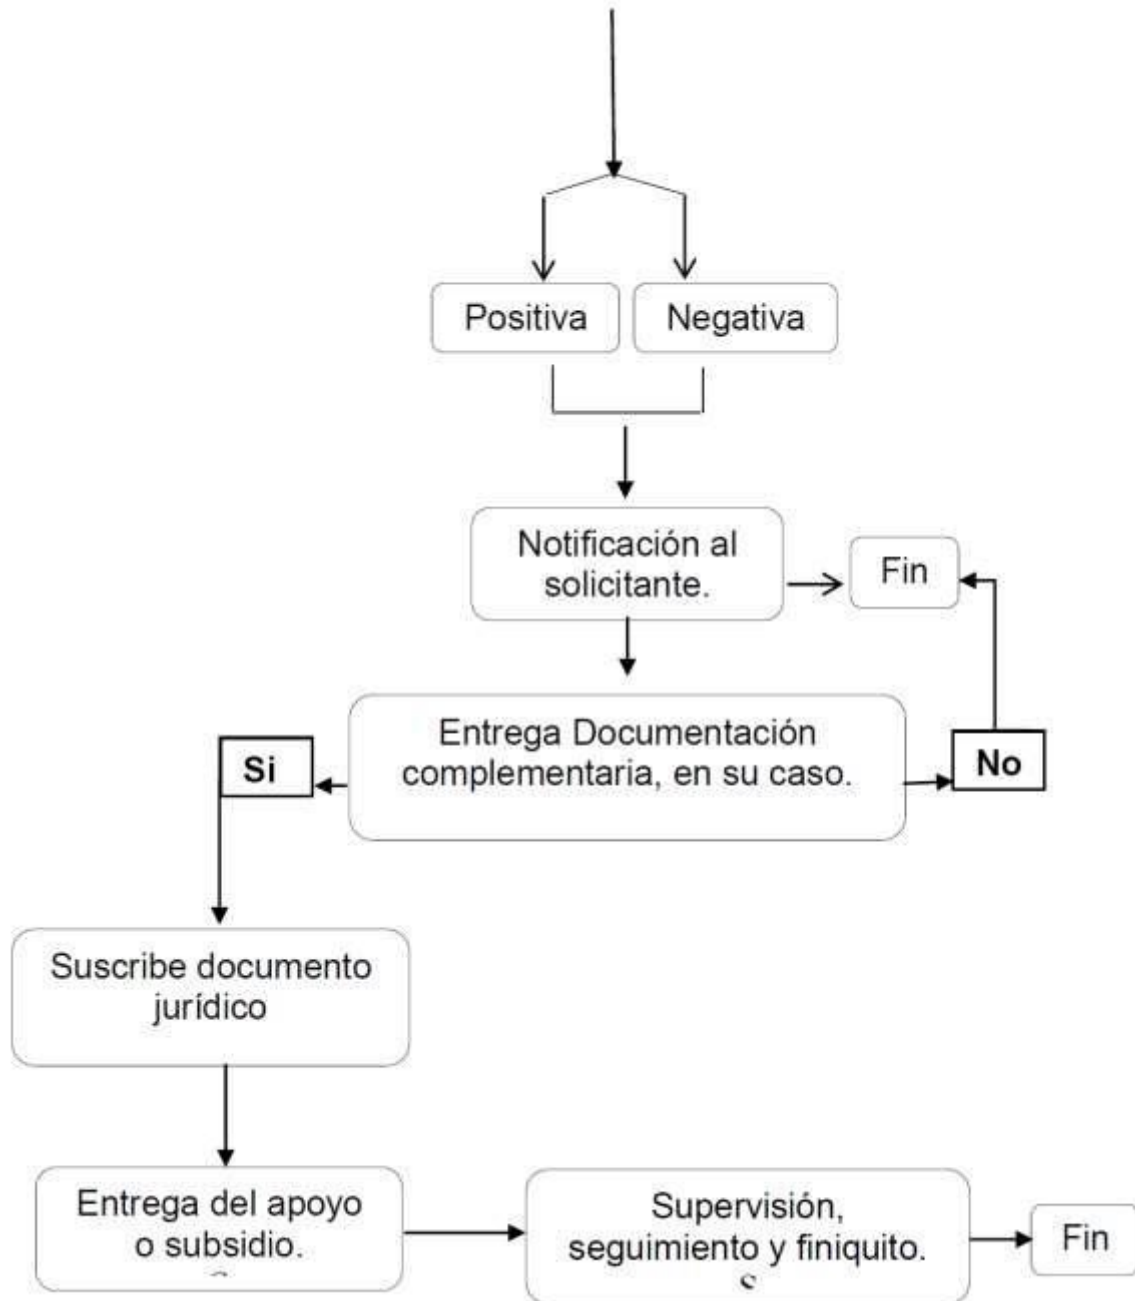 Positiva
Negativa
Notificación al
solicitante.
Fin
Entrega Documentación
complementaria, en su caso.
Si
No
Suscribe documento
jurídico
Entrega del apoyo
o subsidio.
Supervisión,
seguimiento y finiquito.
Fin